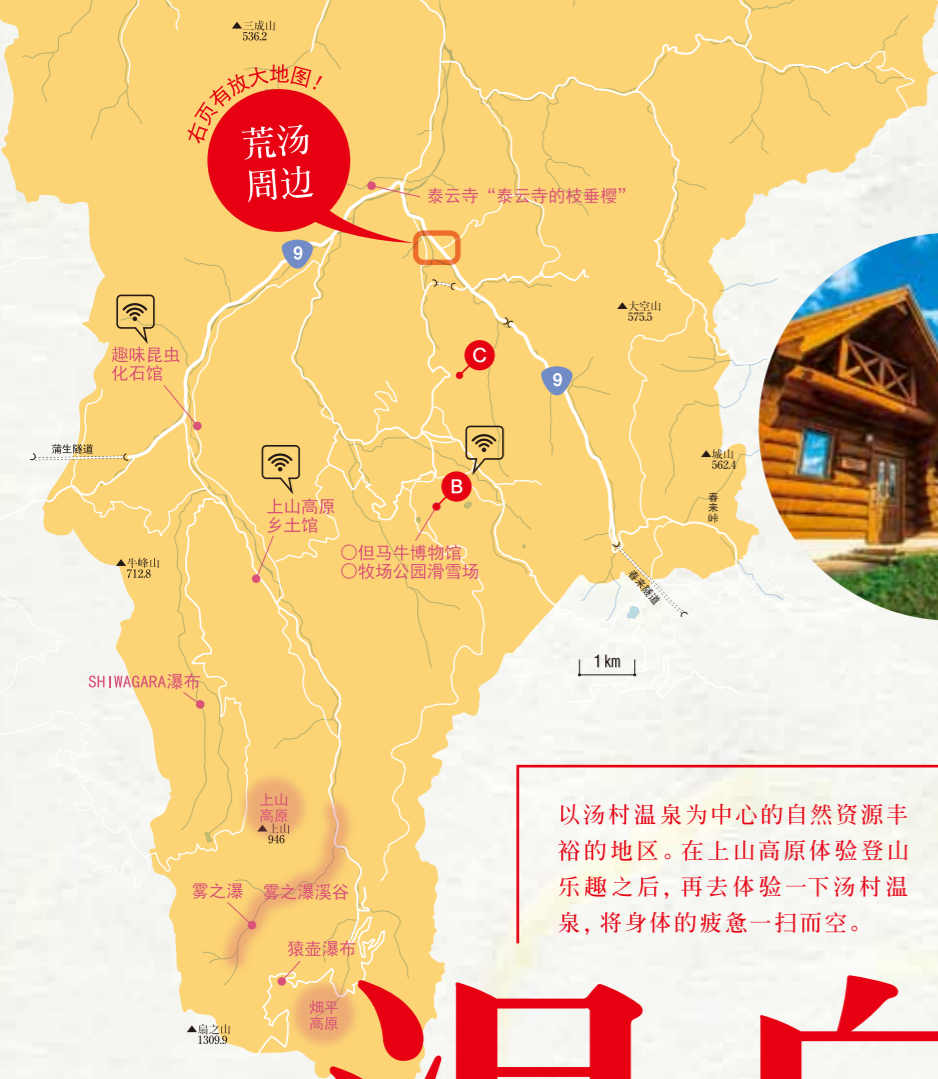 ▲三成山
536.2
右页有放大地图！
荒汤
周边
泰云寺“泰云寺的枝垂樱”
9
▲大空山
575.5
趣味昆虫
化石馆
C
9
蒲生隧道
▲城山
562.4
春来峠
上山高原
乡土馆
B
〇但马牛博物馆
〇牧场公园滑雪场
▲牛峰山
712.8
春来隧道
1km
SHIWAGARA瀑布
上山
高原
▲上山
946
以汤村温泉为中心的自然资源丰
裕的地区。在上山高原体验登山
乐趣之后，再去体验一下汤村温
泉，将身体的疲惫一扫而空。
雾之瀑
雾之瀑溪谷
猿壶瀑布
畑平
高原
▲扇之山
1309.9